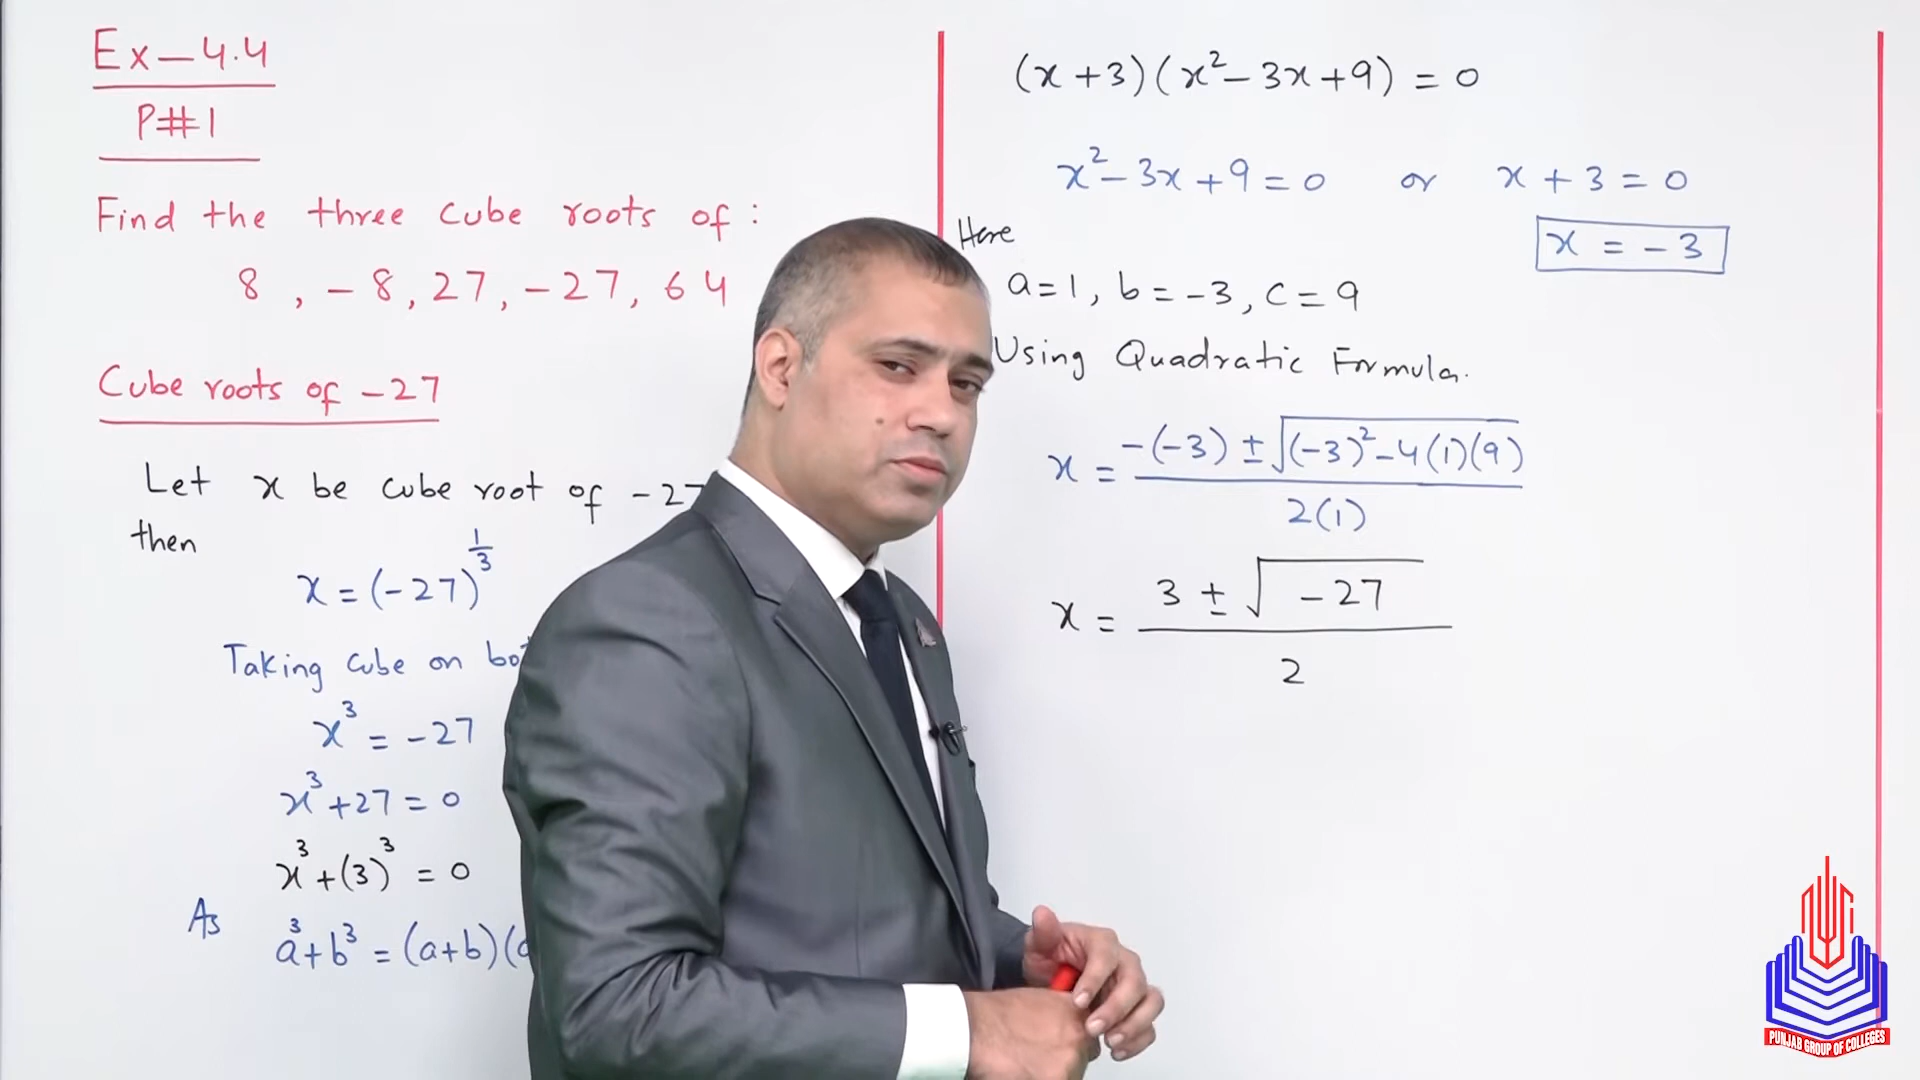 Ex-4.4
P#1
Find the three cube roots of :
8 , -8, 27, -27, 64
Cube roots of -27
Let x be cube root of -27
then
x = (-27)^(1/3)
Taking cube on
x³ = -27
x³ + 27 = 0
x³ + (3)³ = 0
As a³ + b³ = (a+b)(
(x+3)(x² - 3x + 9) = 0
x² - 3x + 9 = 0 or x + 3 = 0
x = -3
Here
a=1, b=-3, c=9
Using Quadratic Formula.
x = (-(-3) ± √((-3)² - 4(1)(9))) / 2(1)
x = (3 ± √(-27)) / 2
PUNJAB GROUP OF COLLEGES